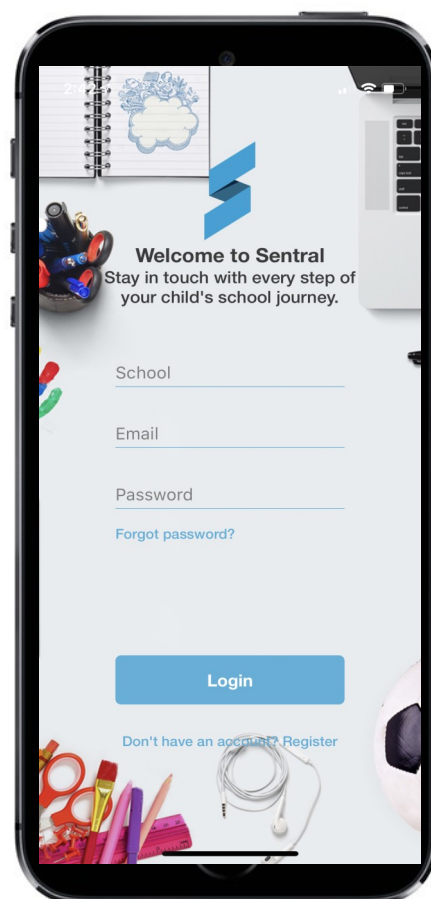 Welcome to Sentral
Stay in touch with every step of
your child's school journey.
School
Email
Password
Forgot password?
Login
Don't have an account? Register